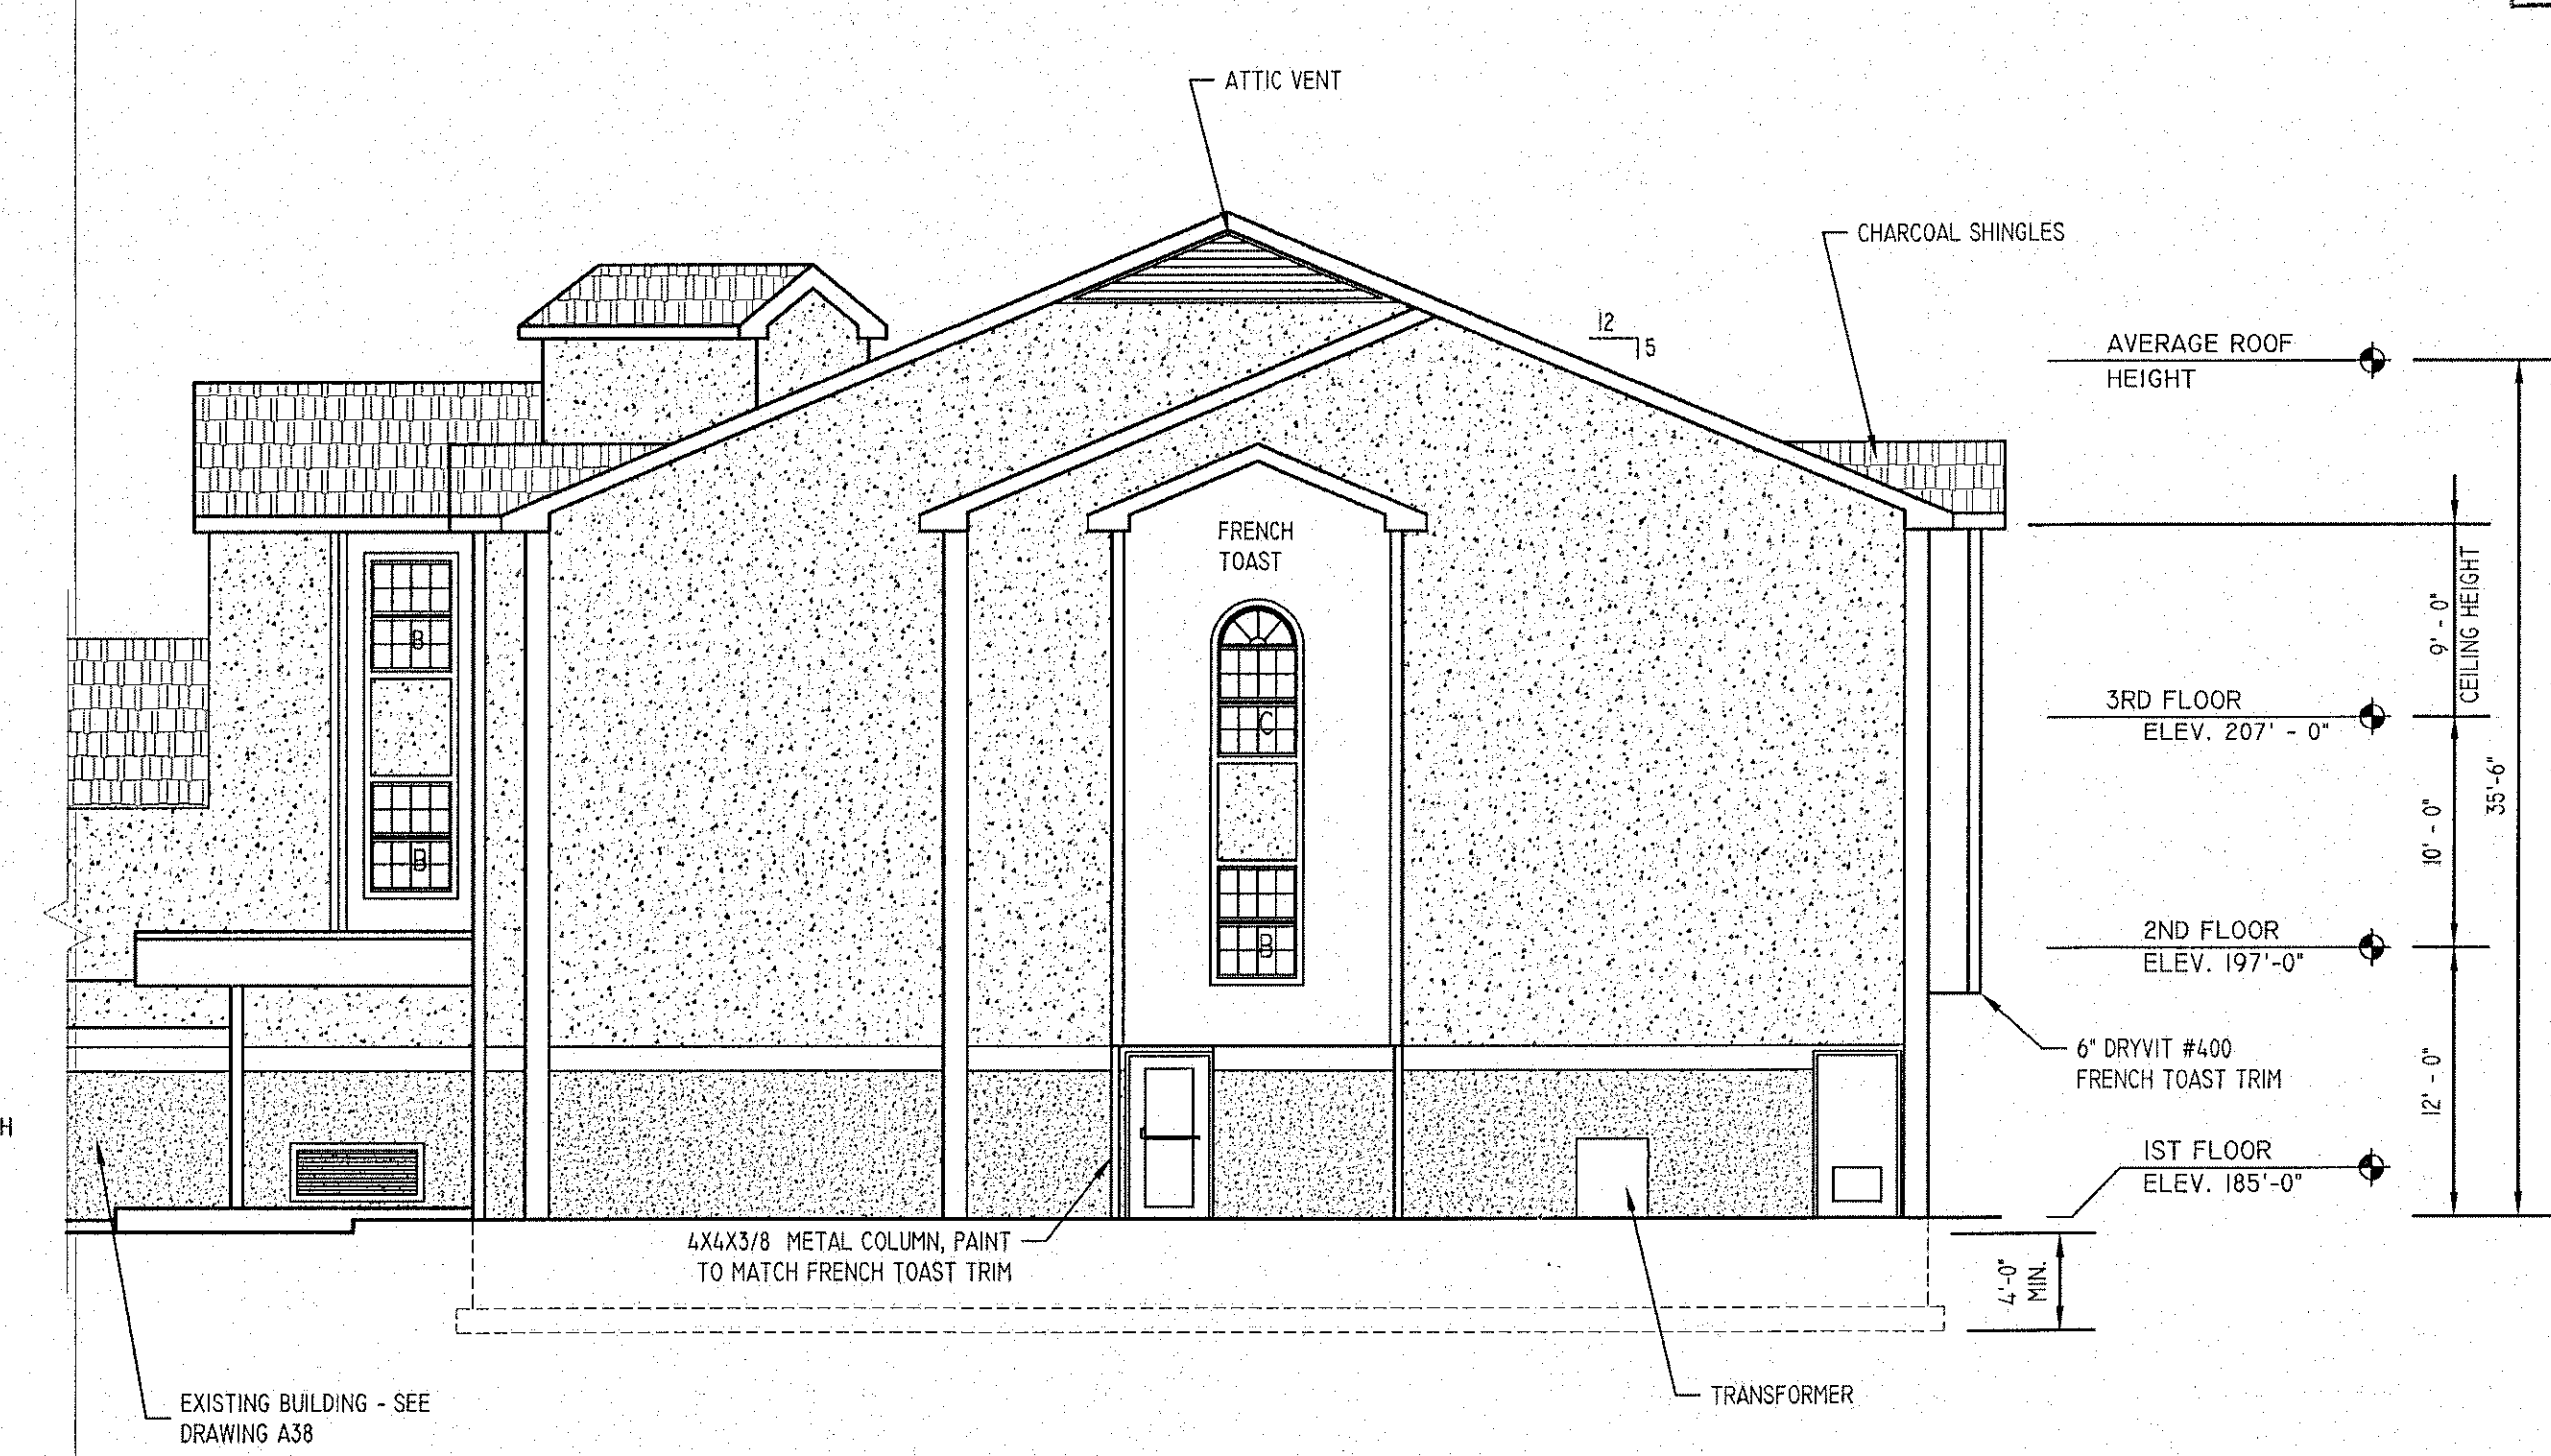 ATTIC VENT
CHARCOAL SHINGLES
12
5
AVERAGE ROOF
HEIGHT
FRENCH
TOAST
9' - 0"
CEILING HEIGHT
B
C
3RD FLOOR
ELEV. 207' - 0"
35'-6"
10' - 0"
B
B
2ND FLOOR
ELEV. 197'-0"
6" DRYVIT #400
FRENCH TOAST TRIM
12' - 0"
H
1ST FLOOR
ELEV. 185'-0"
4X4X3/8 METAL COLUMN, PAINT
TO MATCH FRENCH TOAST TRIM
4'-0"
MIN.
EXISTING BUILDING - SEE
DRAWING A38
TRANSFORMER